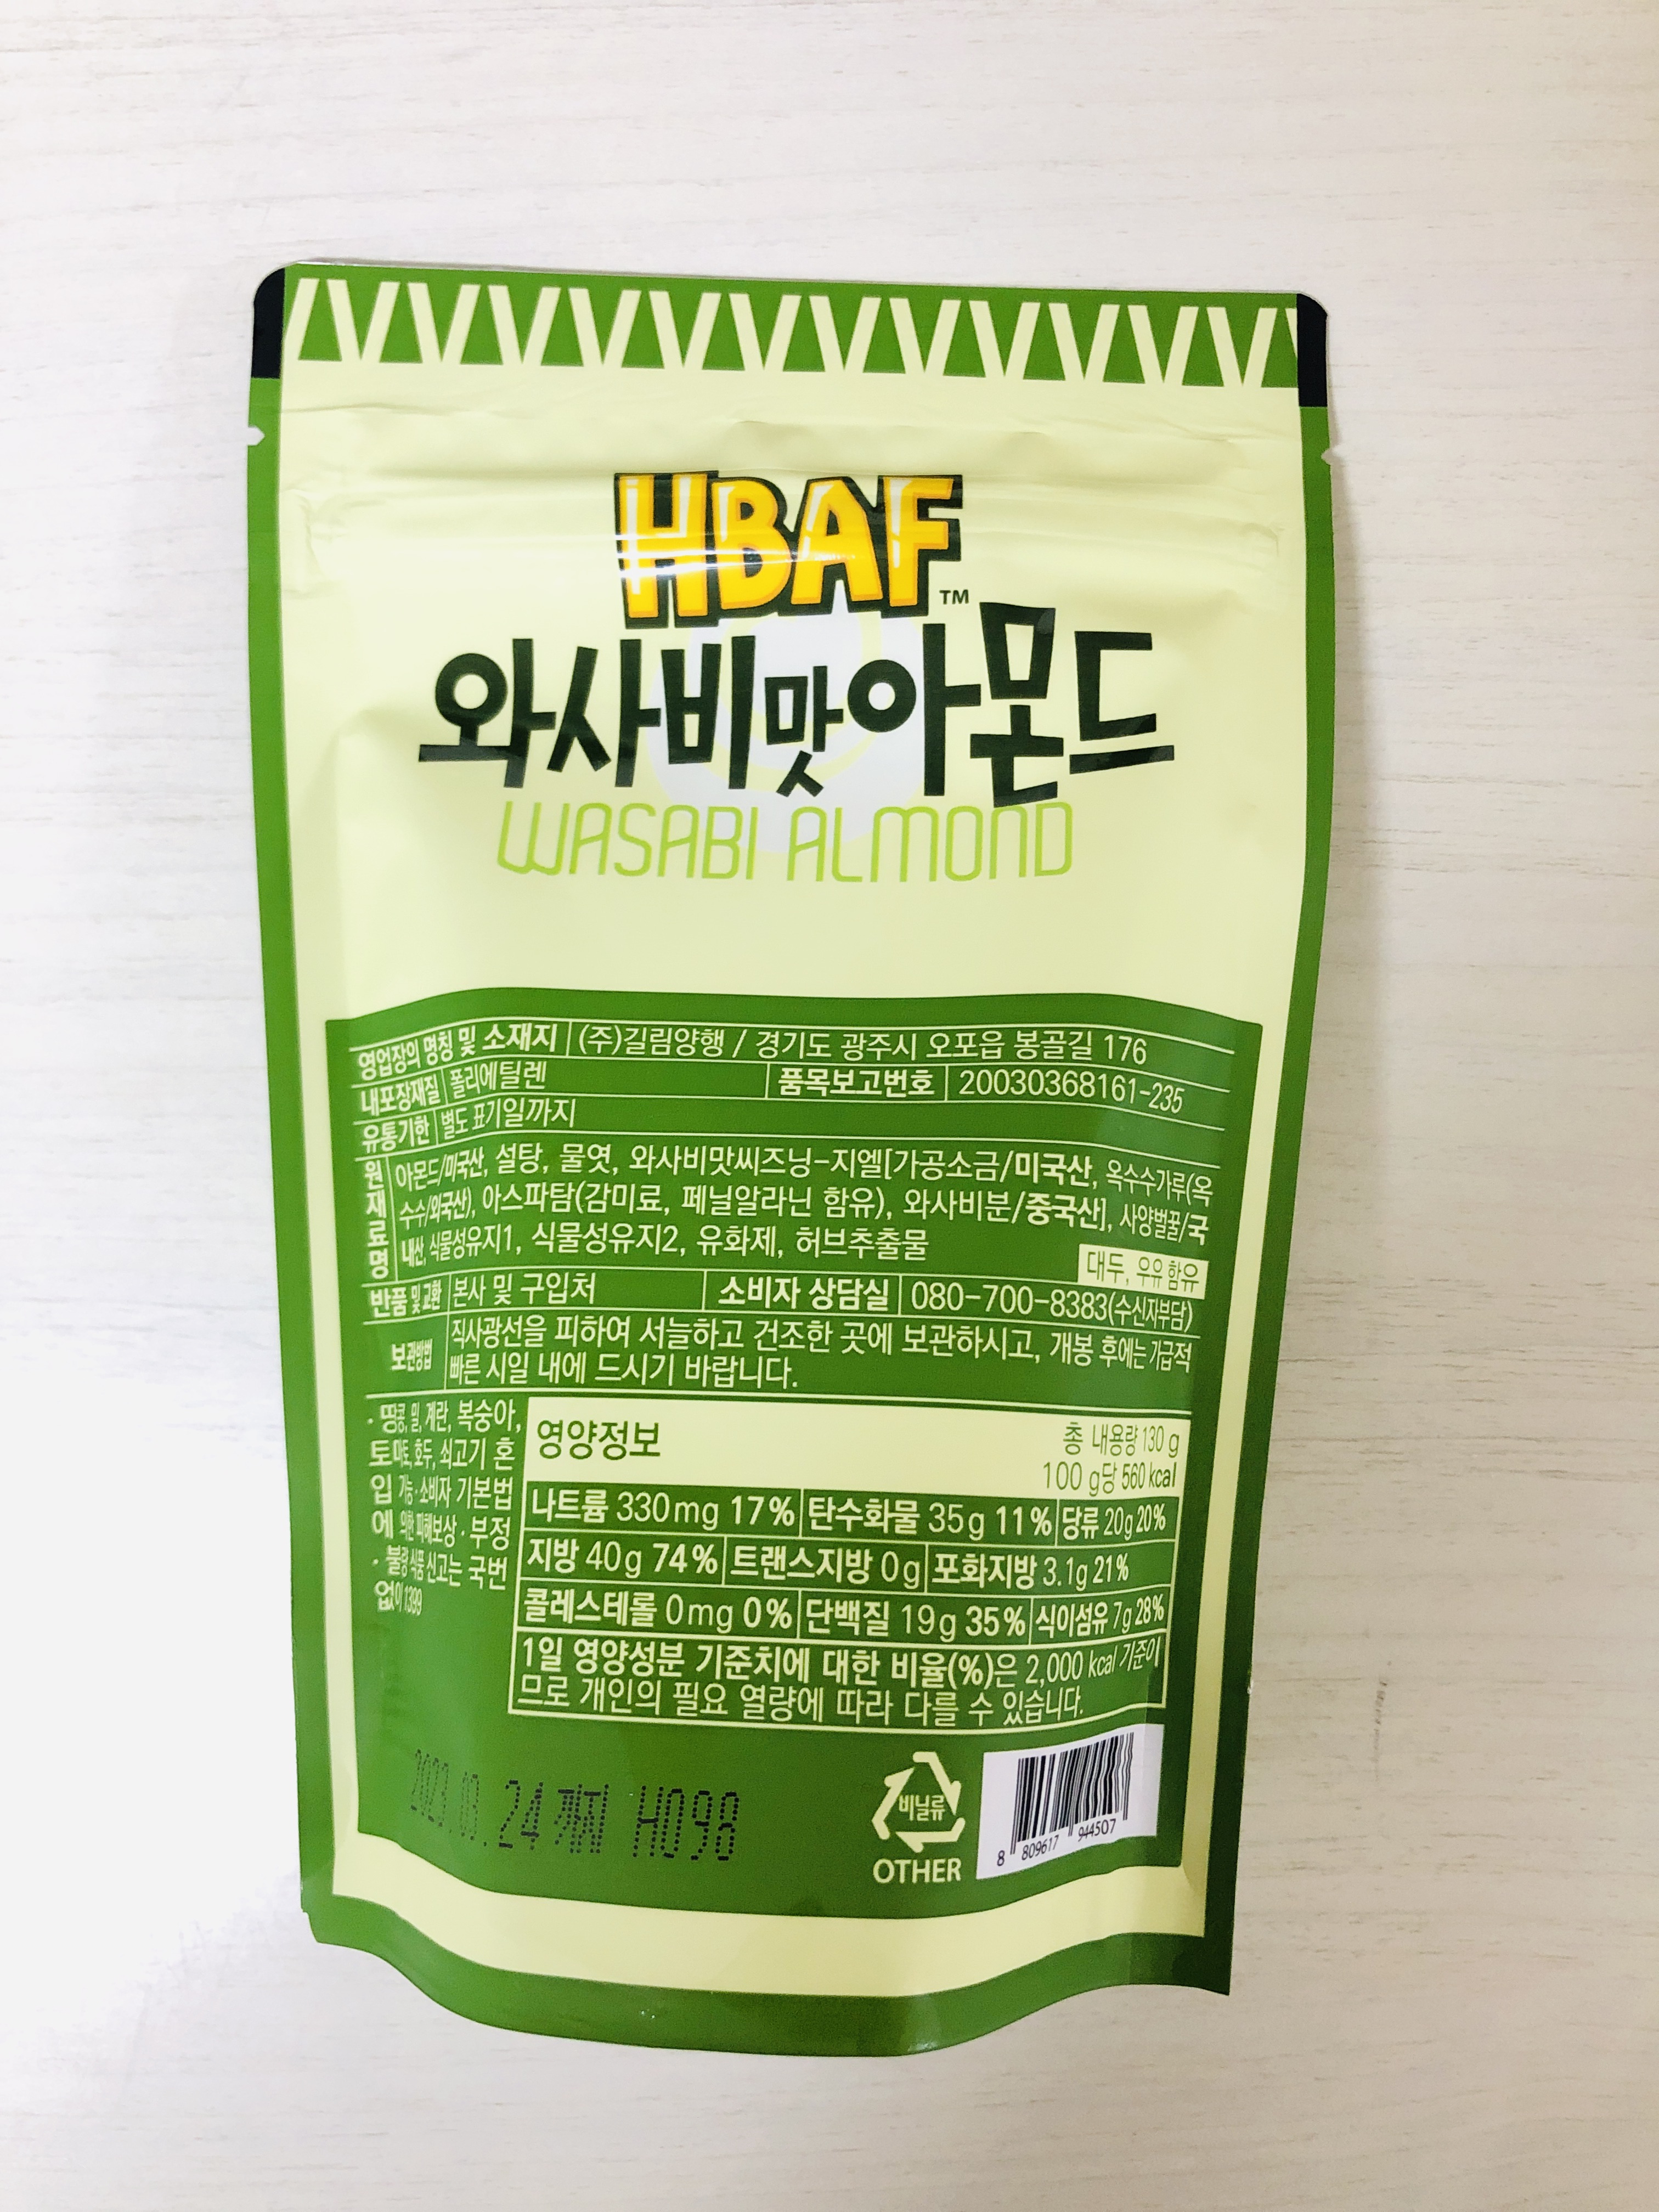 HBAF™
와사비맛아몬드
WASABI ALMOND
영업장의 명칭 및 소재지 (주)길림양행 / 경기도 광주시 오포읍 봉골길 176
내포장재질 폴리에틸렌 품목보고번호 20030368161-235
유통기한 별도 표기일까지
원재료명
아몬드/미국산, 설탕, 물엿, 와사비맛씨즈닝-지엘[가공소금/미국산, 옥수수가루(옥
수수/외국산), 아스파탐(감미료, 페닐알라닌 함유), 와사비분/중국산], 사양벌꿀/국
내산, 식물성유지1, 식물성유지2, 유화제, 허브추출물
대두, 우유 함유
반품 및 교환 본사 및 구입처 소비자 상담실 080-700-8383(수신자부담)
보관방법
직사광선을 피하여 서늘하고 건조한 곳에 보관하시고, 개봉 후에는 가급적
빠른 시일 내에 드시기 바랍니다.
· 땅콩, 밀, 계란, 복숭아,
토마토, 호두, 쇠고기 혼
입 가능 · 소비자 기본법
에 의한 피해보상 · 부정
· 불량식품 신고는 국번
없이 1399
영양정보
총 내용량 130 g
100 g당 560 kcal
나트륨 330mg 17% 탄수화물 35g 11% 당류 20g 20%
지방 40g 74% 트랜스지방 0g 포화지방 3.1g 21%
콜레스테롤 0mg 0% 단백질 19g 35% 식이섬유 7g 28%
1일 영양성분 기준치에 대한 비율(%)은 2,000 kcal 기준이
므로 개인의 필요 열량에 따라 다를 수 있습니다.
2023.03.24 까지 H098
비닐류
OTHER
8 809617 944507